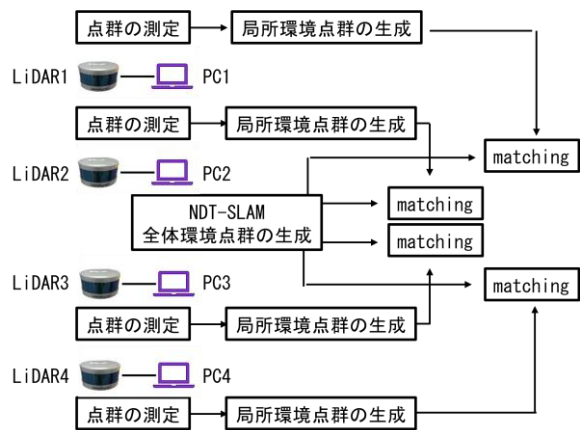 点群の測定
局所環境点群の生成
LiDAR1
PC1
点群の測定
局所環境点群の生成
matching
LiDAR2
PC2
matching
NDT-SLAM
全体環境点群の生成
matching
LiDAR3
PC3
matching
点群の測定
局所環境点群の生成
LiDAR4
PC4
点群の測定
局所環境点群の生成